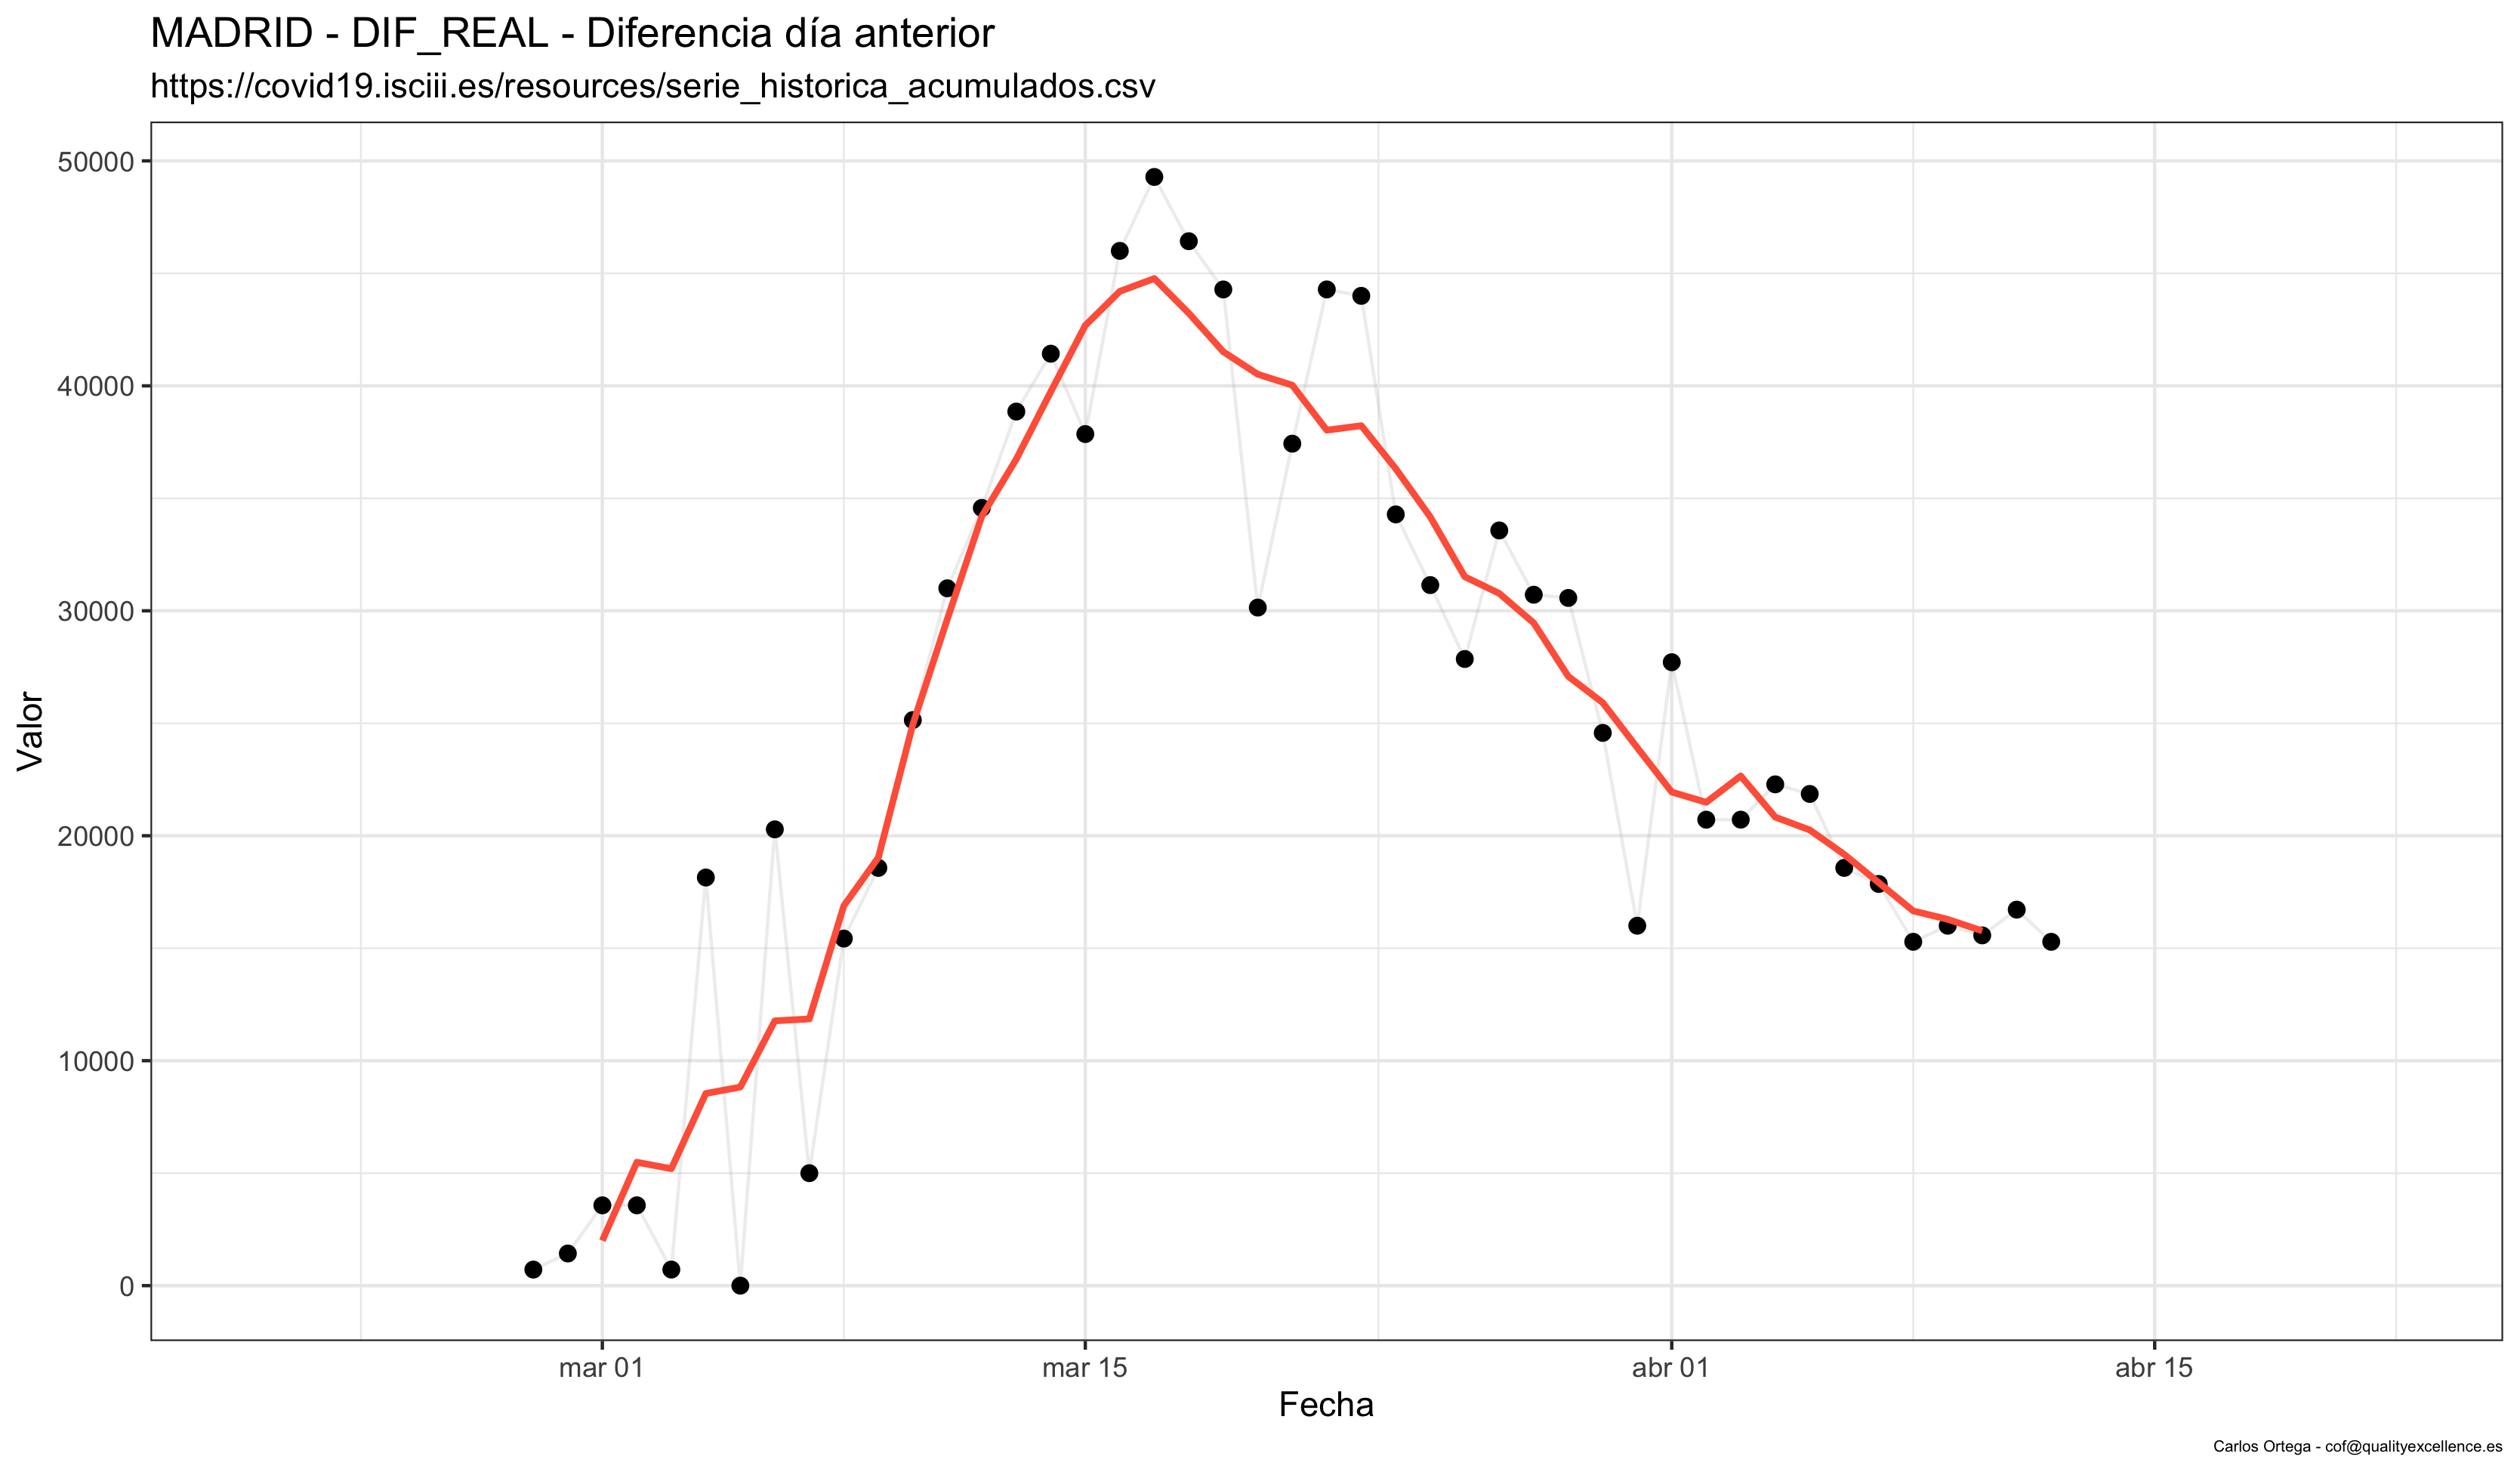 MADRID - DIF_REAL - Diferencia día anterior
https://covid19.isciii.es/resources/serie_historica_acumulados.csv
50000
40000
30000
20000
10000
0
Valor
mar 01
mar 15
abr 01
abr 15
Fecha
Carlos Ortega - cof@qualityexcellence.es